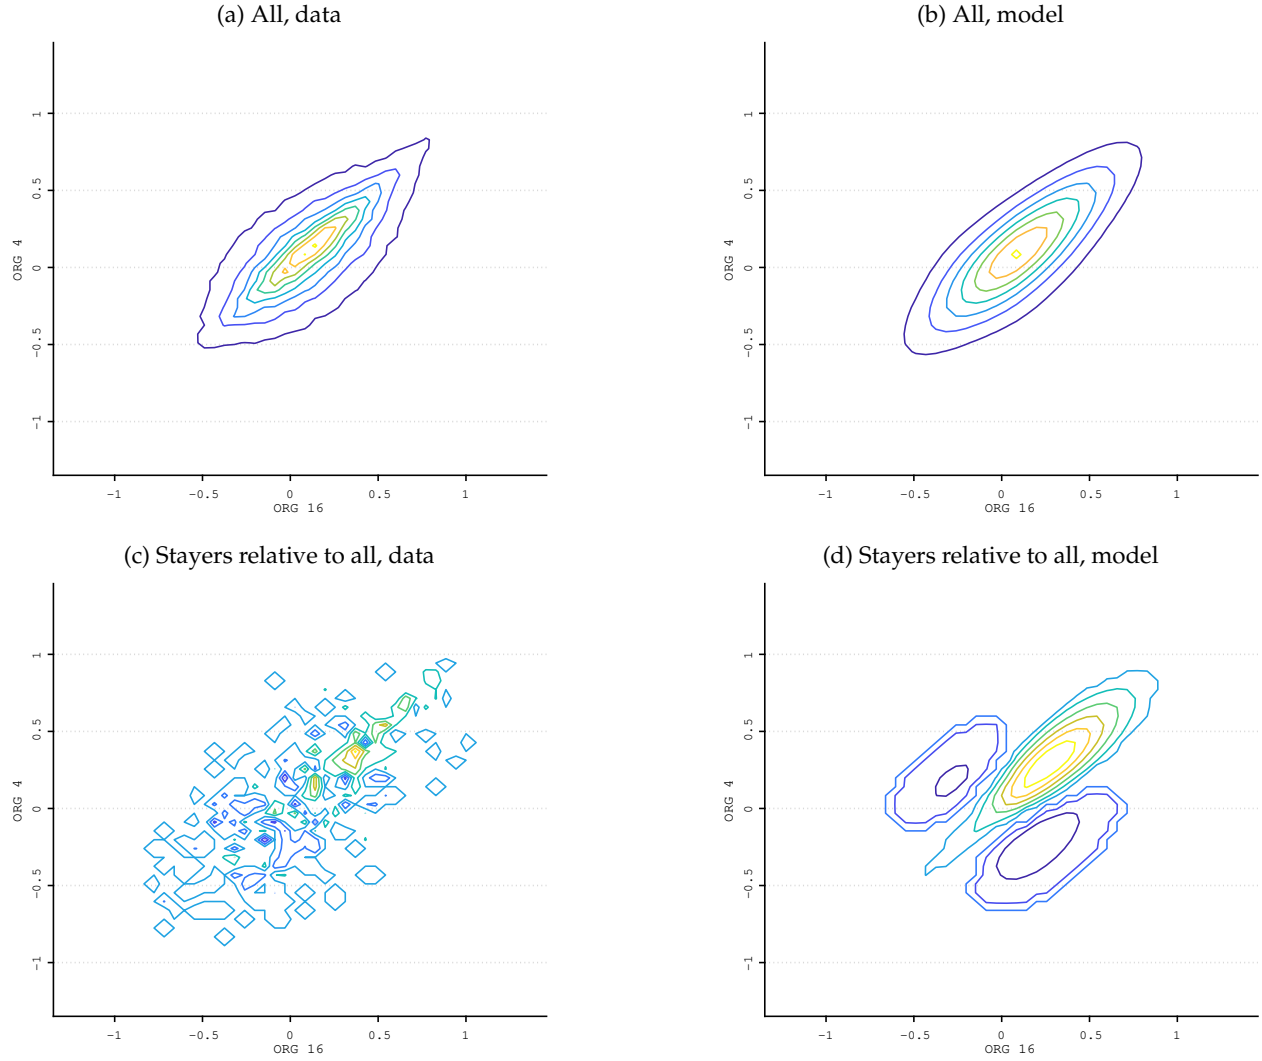 (a) All, data
(b) All, model
1
0.5
0
−0.5
−1
ORG 4
−1 −0.5 0 0.5 1
ORG 16
1
0.5
0
−0.5
−1
ORG 4
−1 −0.5 0 0.5 1
ORG 16
(c) Stayers relative to all, data
(d) Stayers relative to all, model
1
0.5
0
−0.5
−1
ORG 4
−1 −0.5 0 0.5 1
ORG 16
1
0.5
0
−0.5
−1
ORG 4
−1 −0.5 0 0.5 1
ORG 16